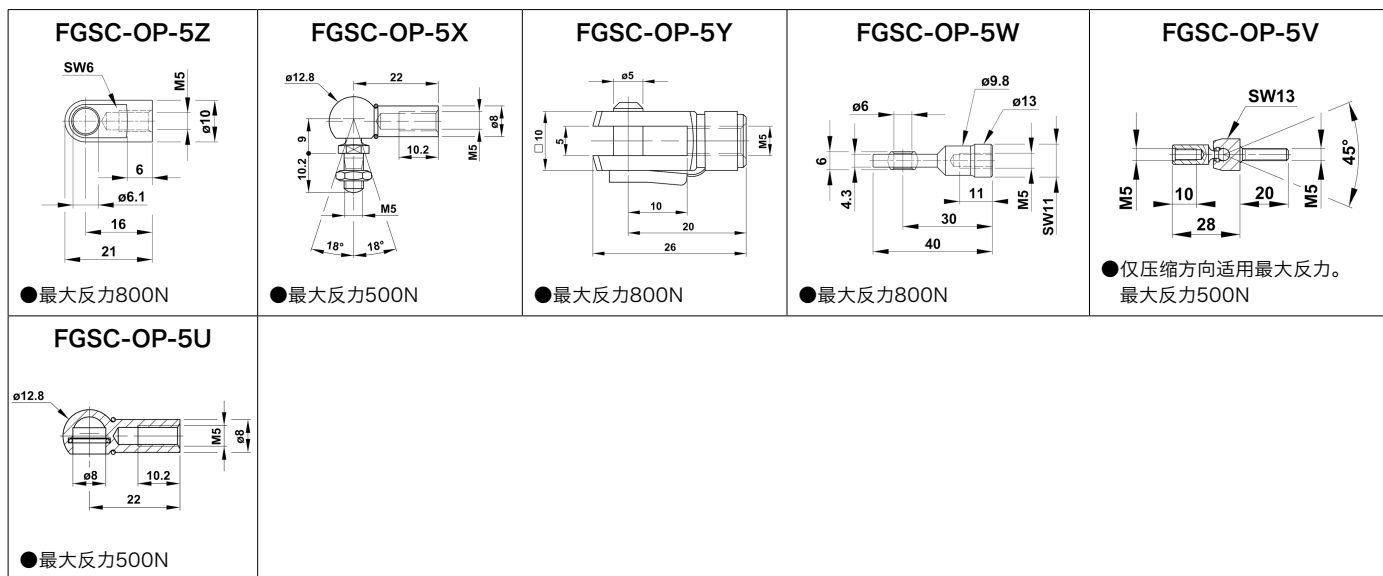 FGSC-OP-5Z
SW6
M5
ø10
6
ø6.1
16
21
●最大反力800N
FGSC-OP-5X
ø12.8
22
9
10.2
10.2
M5
ø8
M5
18°
18°
●最大反力500N
FGSC-OP-5Y
ø5
□10
5
M5
10
20
26
●最大反力800N
FGSC-OP-5W
ø9.8
ø6
ø13
6
4.3
11
M5
SW11
30
40
●最大反力800N
FGSC-OP-5V
SW13
45°
M5
10
20
M5
28
●仅压缩方向适用最大反力。
最大反力500N
FGSC-OP-5U
ø12.8
M5
ø8
ø8
10.2
22
●最大反力500N